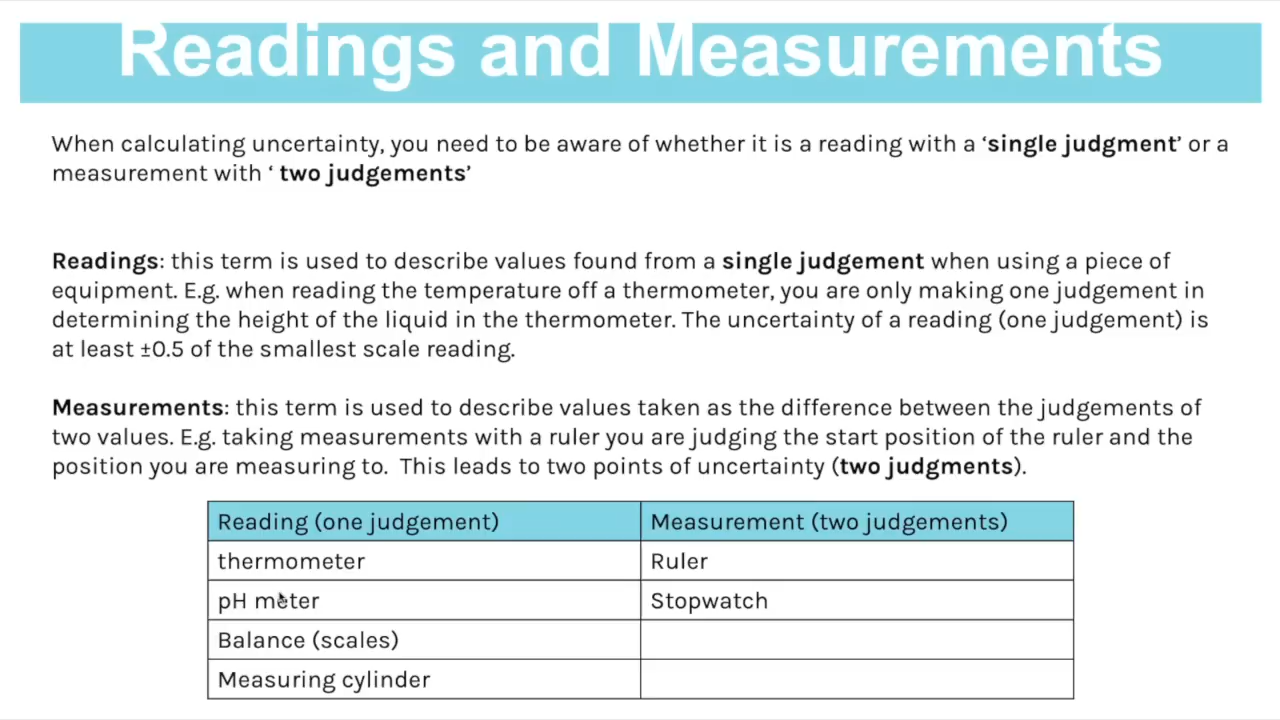 Readings and Measurements
When calculating uncertainty, you need to be aware of whether it is a reading with a ‘single judgment’ or a
measurement with ‘ two judgements’
Readings: this term is used to describe values found from a single judgement when using a piece of
equipment. E.g. when reading the temperature off a thermometer, you are only making one judgement in
determining the height of the liquid in the thermometer. The uncertainty of a reading (one judgement) is
at least ±0.5 of the smallest scale reading.
Measurements: this term is used to describe values taken as the difference between the judgements of
two values. E.g. taking measurements with a ruler you are judging the start position of the ruler and the
position you are measuring to.  This leads to two points of uncertainty (two judgments).
Reading (one judgement) Measurement (two judgements)
thermometer Ruler
pH meter Stopwatch
Balance (scales)
Measuring cylinder